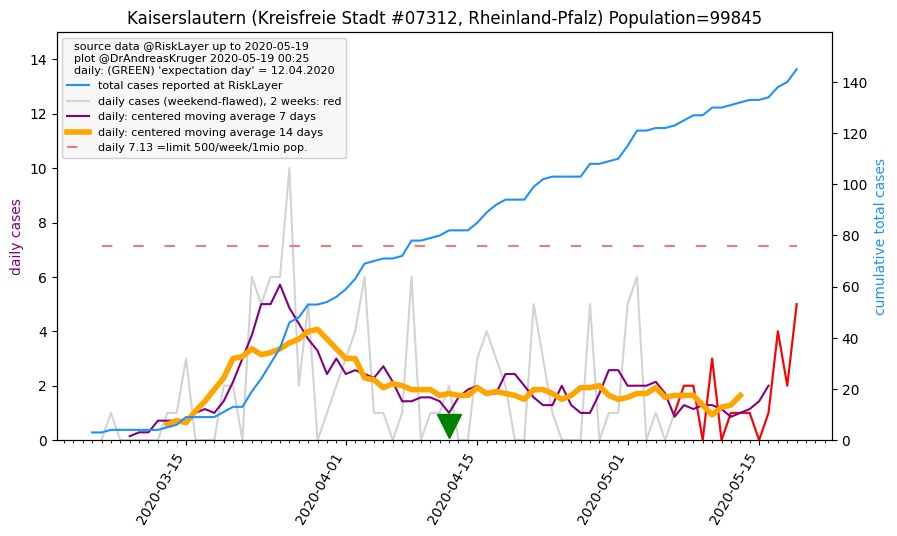 Kaiserslautern (Kreisfreie Stadt #07312, Rheinland-Pfalz) Population=99845
source data @RiskLayer up to 2020-05-19
plot @DrAndreasKruger 2020-05-19 00:25
daily: (GREEN) 'expectation day' = 12.04.2020
total cases reported at RiskLayer
daily cases (weekend-flawed), 2 weeks: red
daily: centered moving average 7 days
daily: centered moving average 14 days
daily 7.13 =limit 500/week/1mio pop.
daily cases
14
12
10
8
6
4
2
0
cumulative total cases
140
120
100
80
60
40
20
0
2020-03-15
2020-04-01
2020-04-15
2020-05-01
2020-05-15